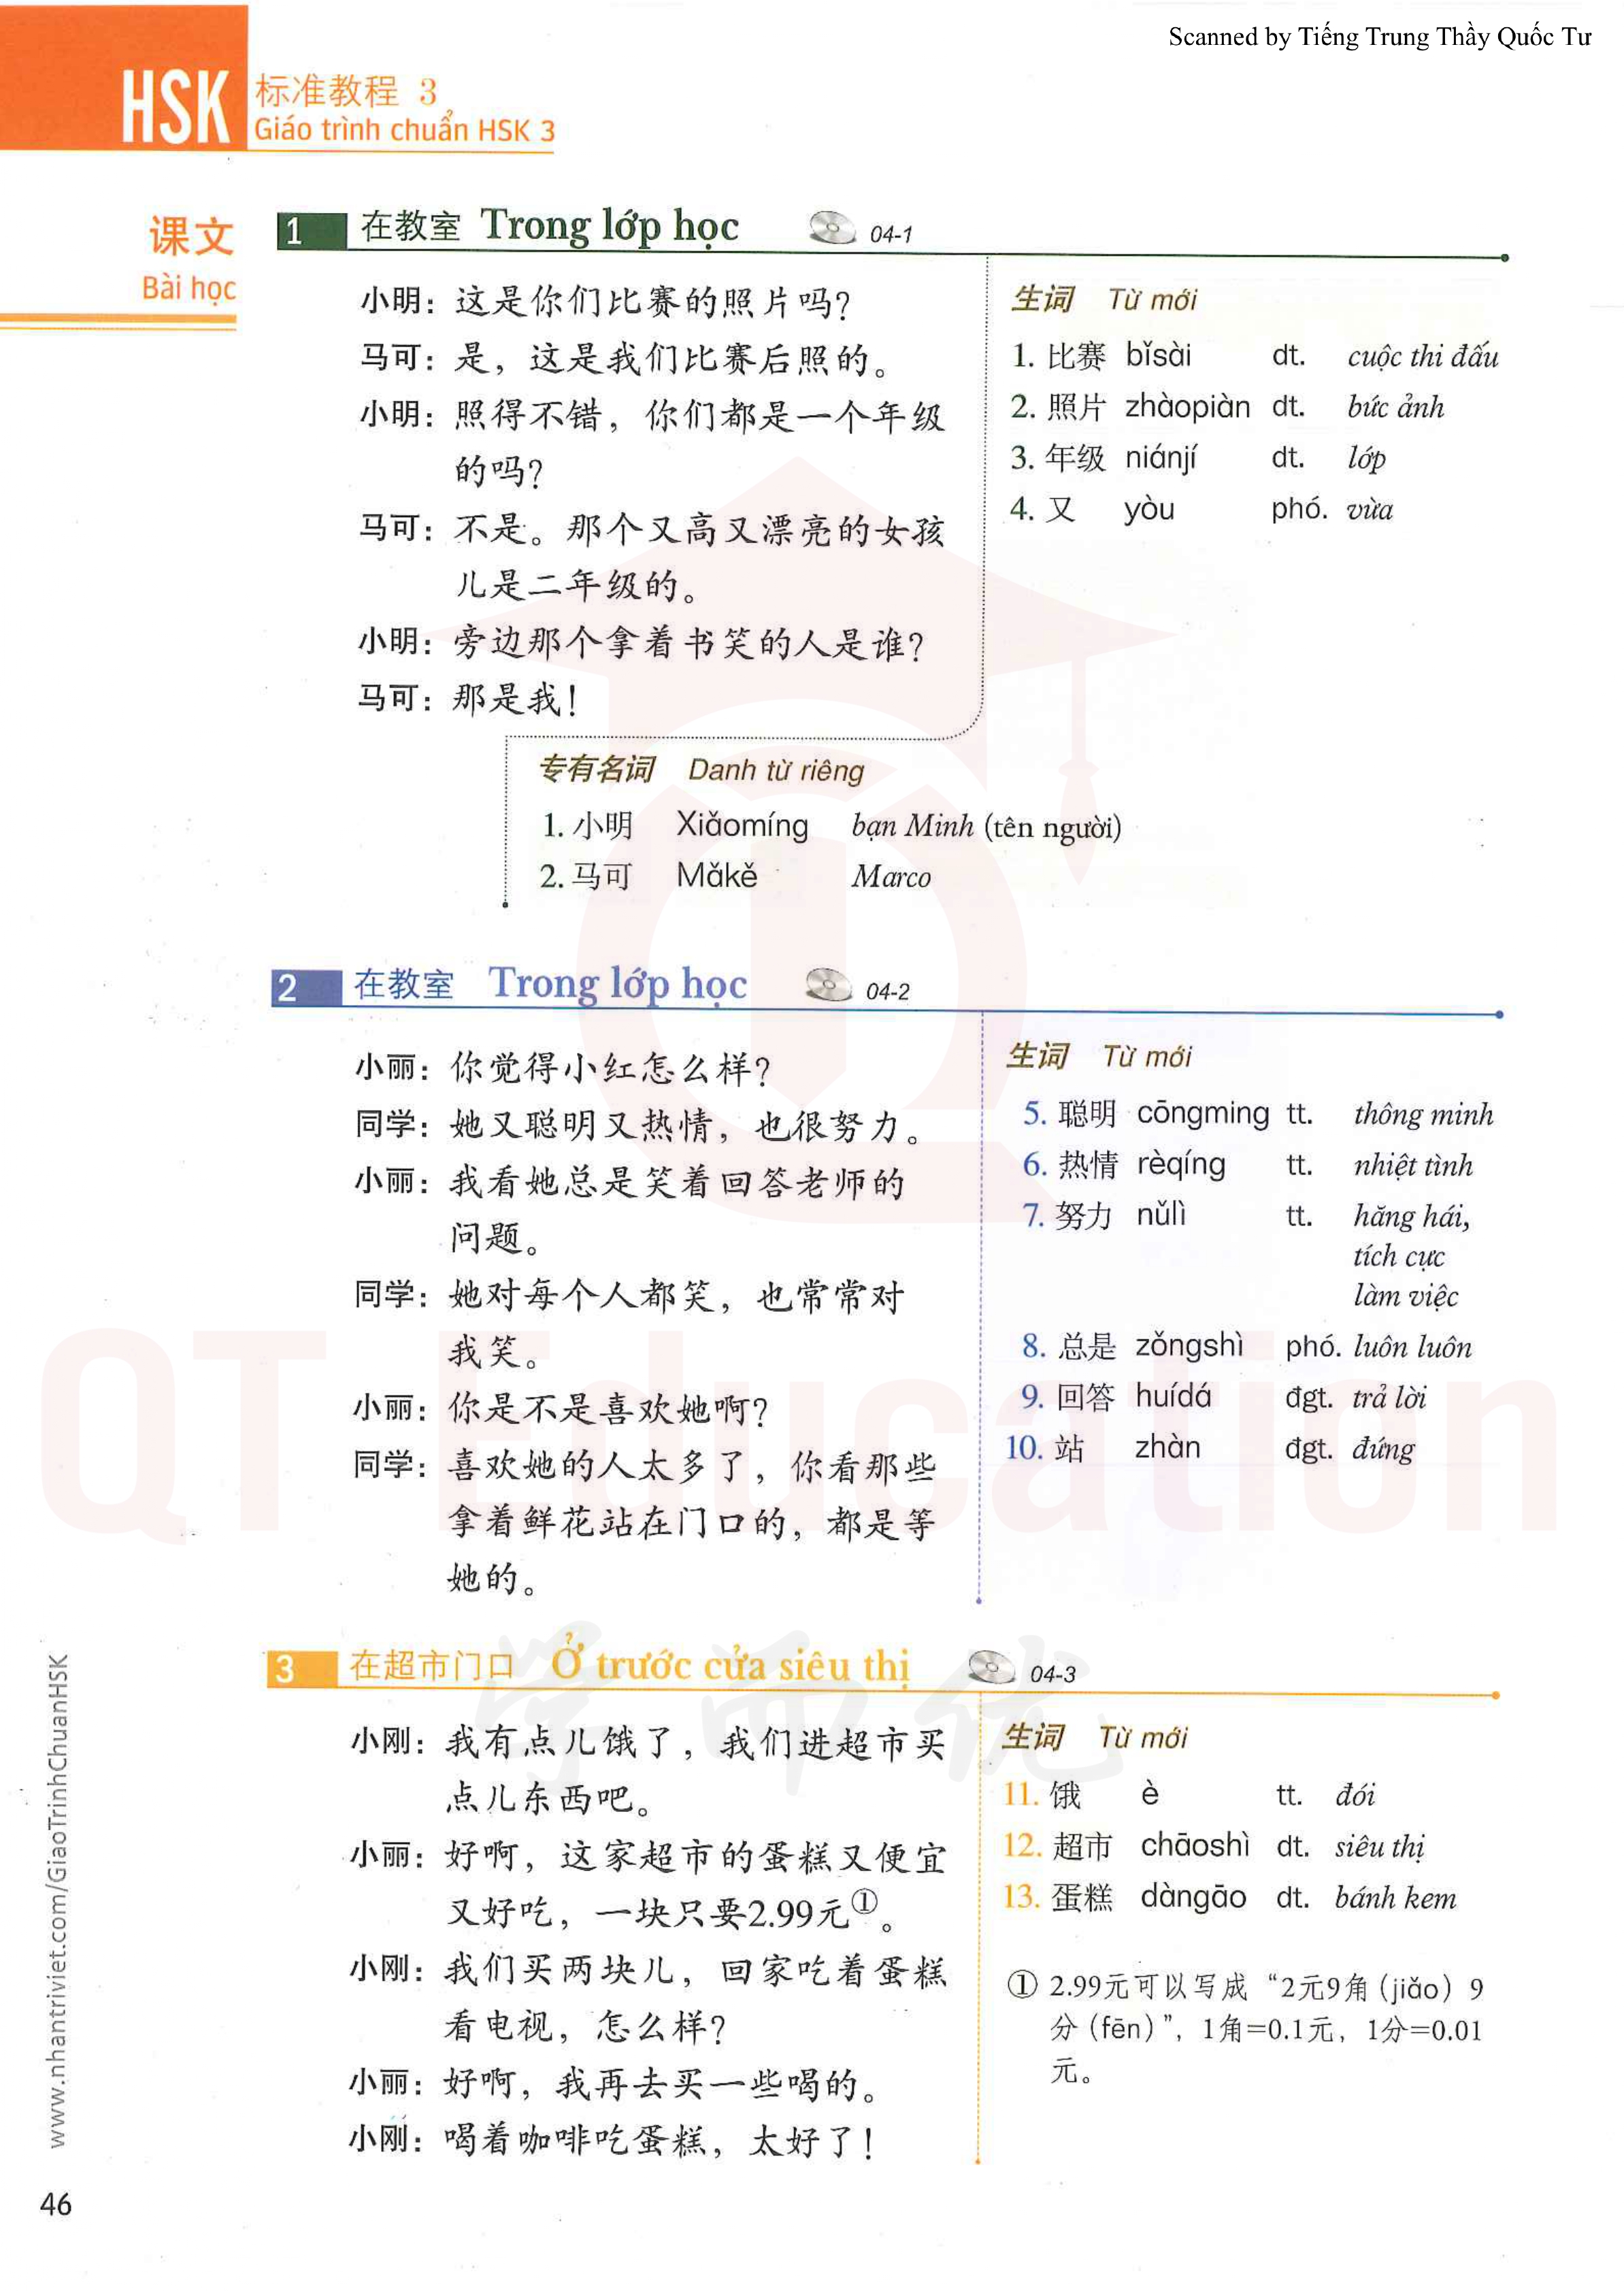 Scanned by Tiếng Trung Thầy Quốc Tư
HSK
标准教程 3
Giáo trình chuẩn HSK 3
课文
Bài học
1 在教室 Trong lớp học 04-1
小明：这是你们比赛的照片吗？
马可：是，这是我们比赛后照的。
小明：照得不错，你们都是一个年级
的吗？
马可：不是。那个又高又漂亮的女孩
儿是二年级的。
小明：旁边那个拿着书笑的人是谁？
马可：那是我！
生词 Từ mới
1. 比赛 bǐsài dt. cuộc thi đấu
2. 照片 zhàopiàn dt. bức ảnh
3. 年级 niánjí dt. lớp
4. 又 yòu phó. vừa
专有名词 Danh từ riêng
1. 小明 Xiǎomíng bạn Minh (tên người)
2. 马可 Mǎkě Marco
2 在教室 Trong lớp học 04-2
小丽：你觉得小红怎么样？
同学：她又聪明又热情，也很努力。
小丽：我看她总是笑着回答老师的
问题。
同学：她对每个人都笑，也常常对
我笑。
小丽：你是不是喜欢她啊？
同学：喜欢她的人太多了，你看那些
拿着鲜花站在门口的，都是等
她的。
生词 Từ mới
5. 聪明 cōngming tt. thông minh
6. 热情 rèqíng tt. nhiệt tình
7. 努力 nǔlì tt. hăng hái,
tích cực
làm việc
8. 总是 zǒngshì phó. luôn luôn
9. 回答 huídá đgt. trả lời
10. 站 zhàn đgt. đứng
QT Education
学而优
3 在超市门口 Ở trước cửa siêu thị 04-3
小刚：我有点儿饿了，我们进超市买
点儿东西吧。
小丽：好啊，这家超市的蛋糕又便宜
又好吃，一块只要2.99元①。
小刚：我们买两块儿，回家吃着蛋糕
看电视，怎么样？
小丽：好啊，我再去买一些喝的。
小刚：喝着咖啡吃蛋糕，太好了！
生词 Từ mới
11. 饿 è tt. đói
12. 超市 chāoshì dt. siêu thị
13. 蛋糕 dàngāo dt. bánh kem
① 2.99元可以写成“2元9角（jiǎo）9
分（fēn）”，1角=0.1元，1分=0.01
元。
www.nhantriviet.com/GiaoTrinhChuanHSK
46